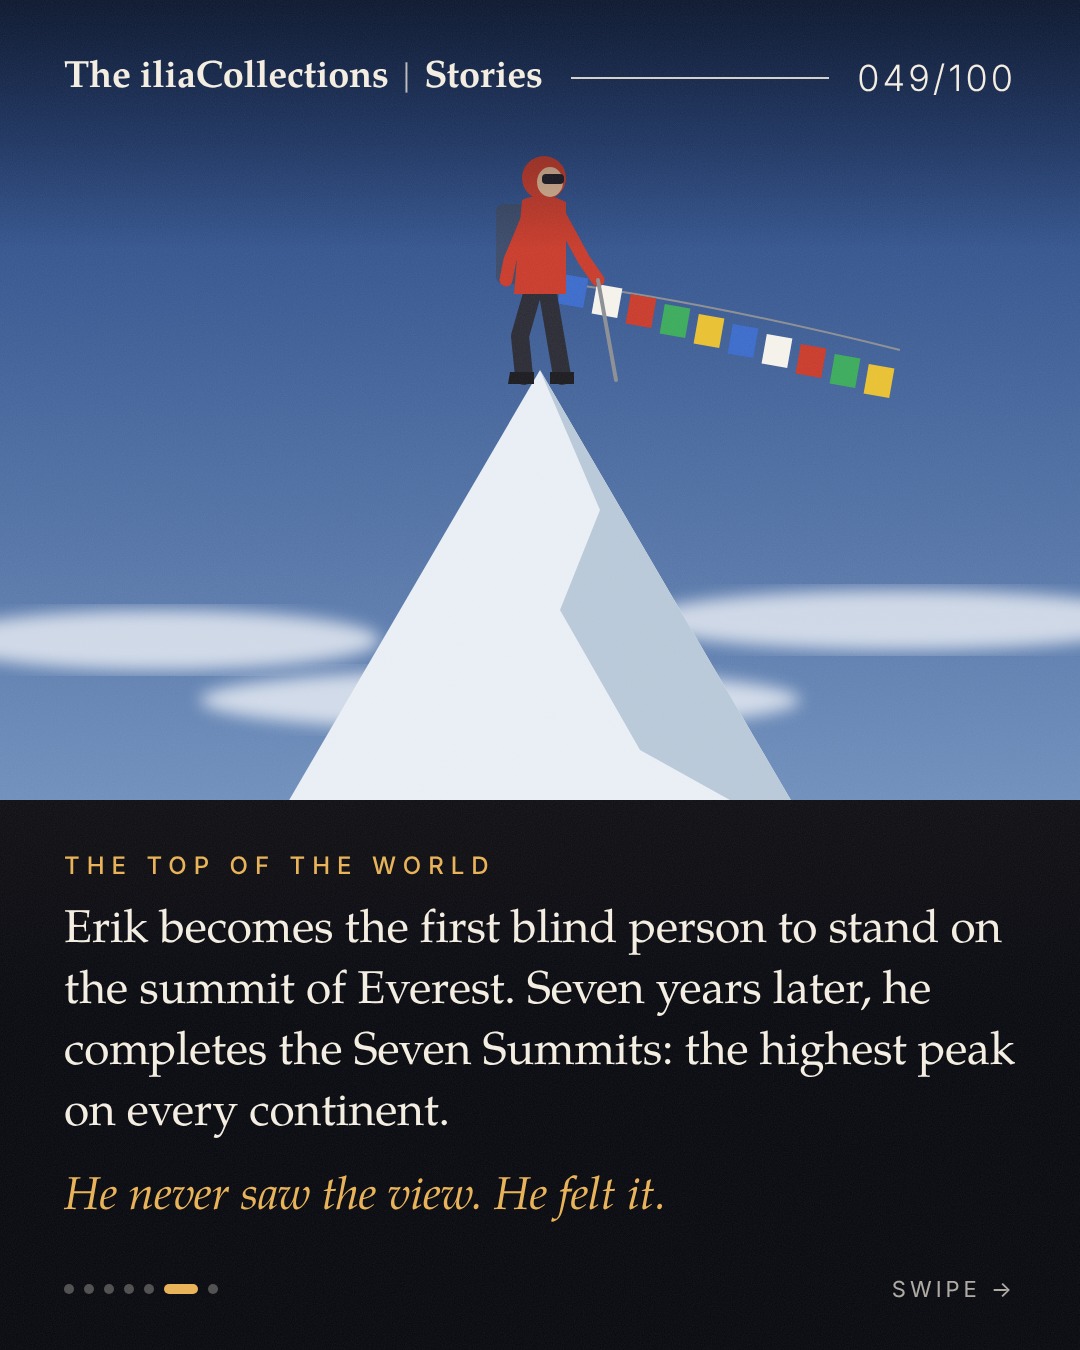 The iliaCollections | Stories 049/100
THE TOP OF THE WORLD
Erik becomes the first blind person to stand on
the summit of Everest. Seven years later, he
completes the Seven Summits: the highest peak
on every continent.
He never saw the view. He felt it.
SWIPE →